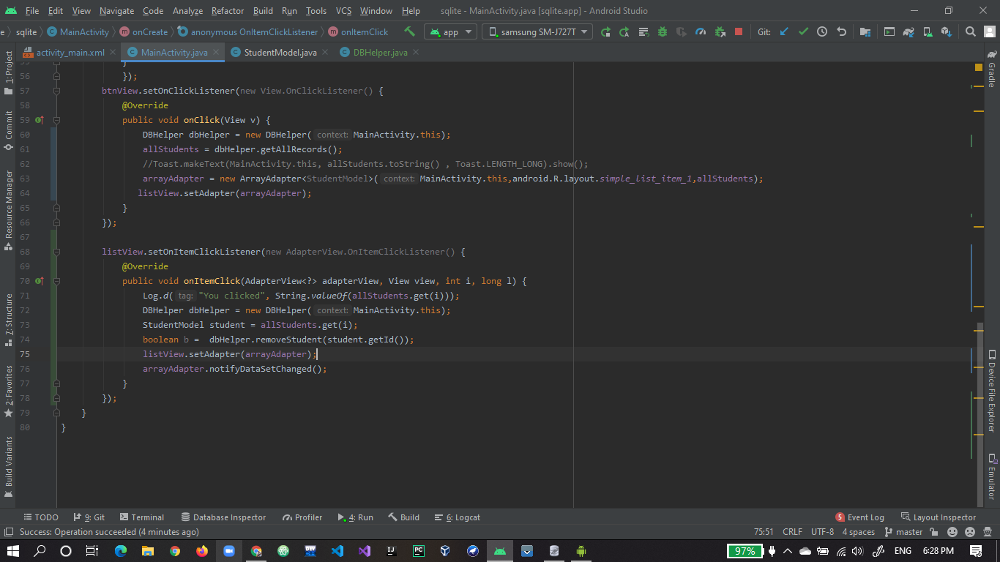 File Edit View Navigate Code Analyze Refactor Build Run Tools VCS Window Help sqlite - MainActivity.java [sqlite.app] - Android Studio
sqlite MainActivity onCreate anonymous OnItemClickListener onItemClick app samsung SM-J727T Git:
activity_main.xml MainActivity.java StudentModel.java DBHelper.java
1: Project
Commit
Resource Manager
7: Structure
2: Favorites
Build Variants
55 }
56 });
57 btnView.setOnClickListener(new View.OnClickListener() {
58 @Override
59 public void onClick(View v) {
60 DBHelper dbHelper = new DBHelper( context: MainActivity.this);
61 allStudents = dbHelper.getAllRecords();
62 //Toast.makeText(MainActivity.this, allStudents.toString() , Toast.LENGTH_LONG).show();
63 arrayAdapter = new ArrayAdapter<StudentModel>( context: MainActivity.this,android.R.layout.simple_list_item_1,allStudents);
64 listView.setAdapter(arrayAdapter);
65 }
66 });
67
68 listView.setOnItemClickListener(new AdapterView.OnItemClickListener() {
69 @Override
70 public void onItemClick(AdapterView<?> adapterView, View view, int i, long l) {
71 Log.d( tag: "You clicked", String.valueOf(allStudents.get(i)));
72 DBHelper dbHelper = new DBHelper( context: MainActivity.this);
73 StudentModel student = allStudents.get(i);
74 boolean b =  dbHelper.removeStudent(student.getId());
75 listView.setAdapter(arrayAdapter);
76 arrayAdapter.notifyDataSetChanged();
77 }
78 });
79 }
80 }
Gradle
Device File Explorer
Emulator
TODO 9: Git Terminal Database Inspector Profiler 4: Run Build 6: Logcat 5 Event Log Layout Inspector
Success: Operation succeeded (4 minutes ago) 75:51 CRLF UTF-8 4 spaces master
97% ENG 6:28 PM